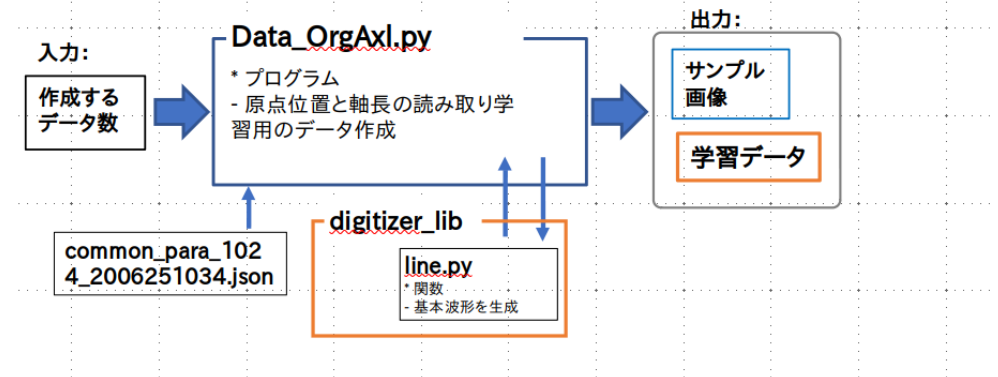 入力：
作成する
データ数
Data_OrgAxl.py
* プログラム
- 原点位置と軸長の読み取り学
習用のデータ作成
出力：
サンプル
画像
学習データ
common_para_102
4_2006251034.json
digitizer_lib
line.py
* 関数
- 基本波形を生成